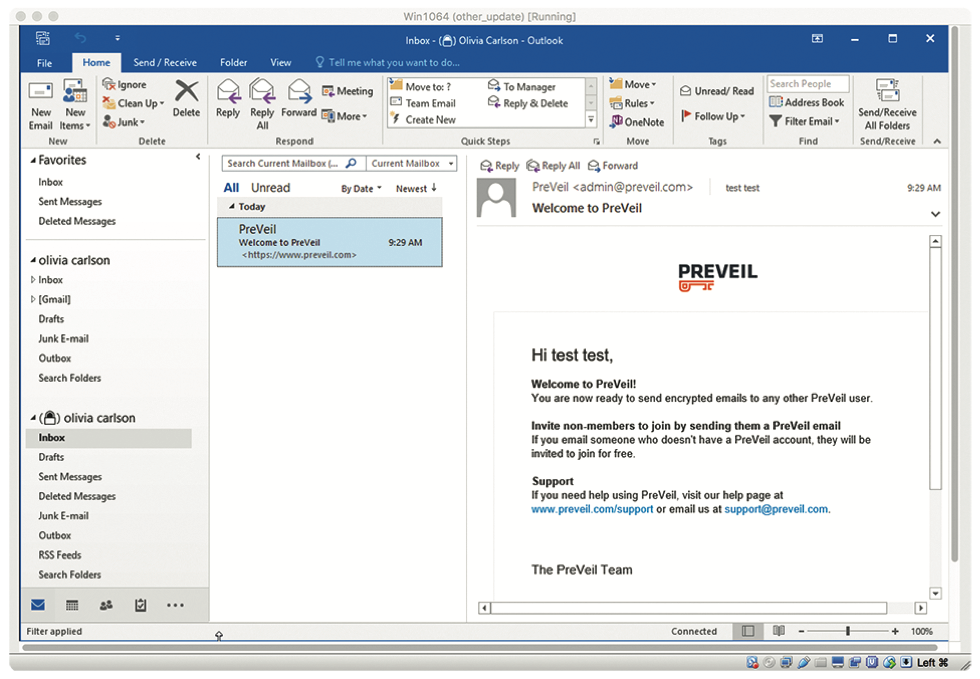 Win1064 (other_update) [Running]
Inbox - () Olivia Carlson - Outlook
File Home Send / Receive Folder View Tell me what you want to do...
New Email
New Items
New
Ignore
Clean Up
Junk
Delete
Delete
Reply
Reply All
Forward
Meeting
More
Respond
Move to: ?
Team Email
Create New
To Manager
Reply & Delete
Quick Steps
Move
Rules
OneNote
Move
Unread/ Read
Follow Up
Tags
Search People
Address Book
Filter Email
Find
Send/Receive All Folders
Send/Receive
Favorites
Inbox
Sent Messages
Deleted Messages
olivia carlson
Inbox
[Gmail]
Drafts
Junk E-mail
Outbox
Search Folders
() olivia carlson
Inbox
Drafts
Sent Messages
Deleted Messages
Junk E-mail
Outbox
RSS Feeds
Search Folders
Search Current Mailbox (... Current Mailbox
All Unread By Date Newest
Today
PreVeil
Welcome to PreVeil 9:29 AM
<https://www.preveil.com>
Reply Reply All Forward
PreVeil <admin@preveil.com> test test 9:29 AM
Welcome to PreVeil
PREVEIL
Hi test test,
Welcome to PreVeil!
You are now ready to send encrypted emails to any other PreVeil user.
Invite non-members to join by sending them a PreVeil email
If you email someone who doesn't have a PreVeil account, they will be
invited to join for free.
Support
If you need help using PreVeil, visit our help page at
www.preveil.com/support or email us at support@preveil.com.
The PreVeil Team
Filter applied Connected 100%
Left ⌘